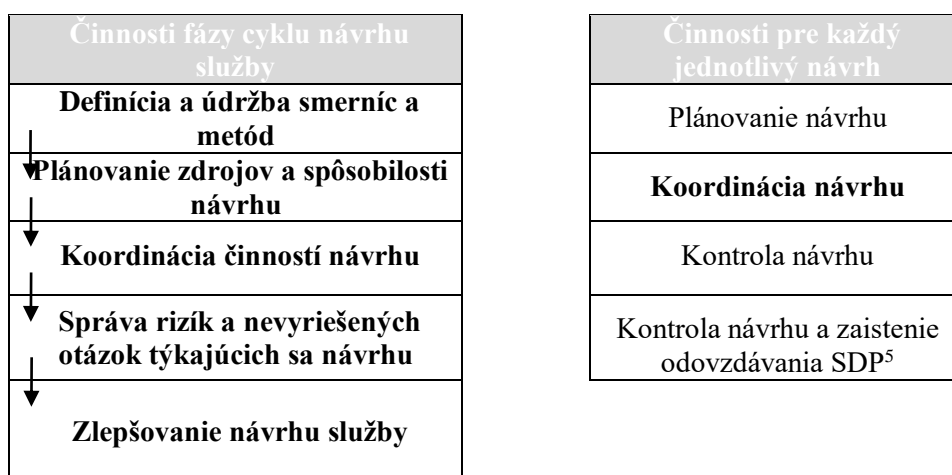 Činnosti fázy cyklu návrhu
služby
Definícia a údržba smerníc a
metód
Plánovanie zdrojov a spôsobilosti
návrhu
Koordinácia činností návrhu
Správa rizík a nevyriešených
otázok týkajúcich sa návrhu
Zlepšovanie návrhu služby
Činnosti pre každý
jednotlivý návrh
Plánovanie návrhu
Koordinácia návrhu
Kontrola návrhu
Kontrola návrhu a zaistenie
odovzdávania SDP⁵